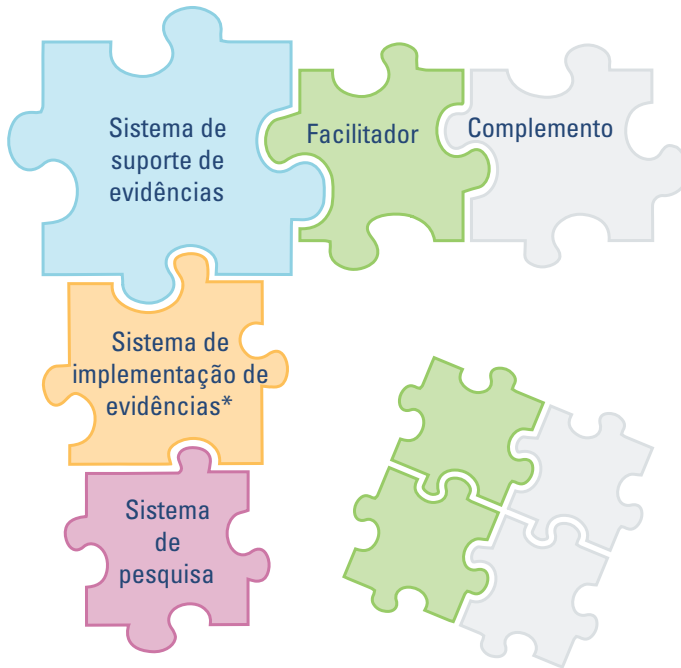 Sistema de
suporte de
evidências
Facilitador
Complemento
Sistema de
implementação de
evidências*
Sistema
de
pesquisa